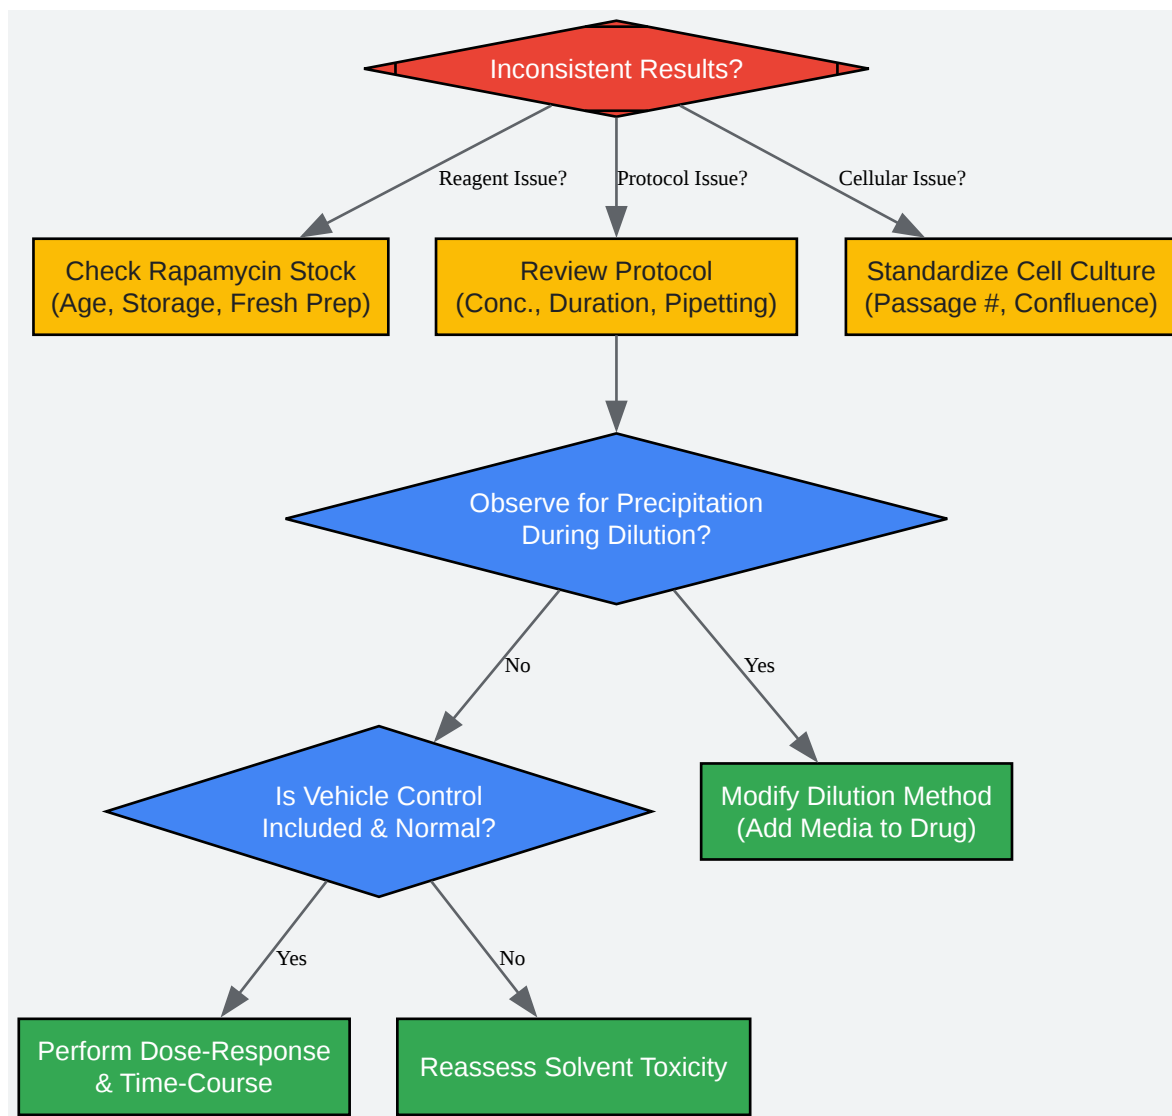 Inconsistent Results?
Reagent Issue?
Protocol Issue?
Cellular Issue?
Check Rapamycin Stock
(Age, Storage, Fresh Prep)
Review Protocol
(Conc., Duration, Pipetting)
Standardize Cell Culture
(Passage #, Confluence)
Observe for Precipitation
During Dilution?
No
Yes
Is Vehicle Control
Included & Normal?
Modify Dilution Method
(Add Media to Drug)
Yes
No
Perform Dose-Response
& Time-Course
Reassess Solvent Toxicity